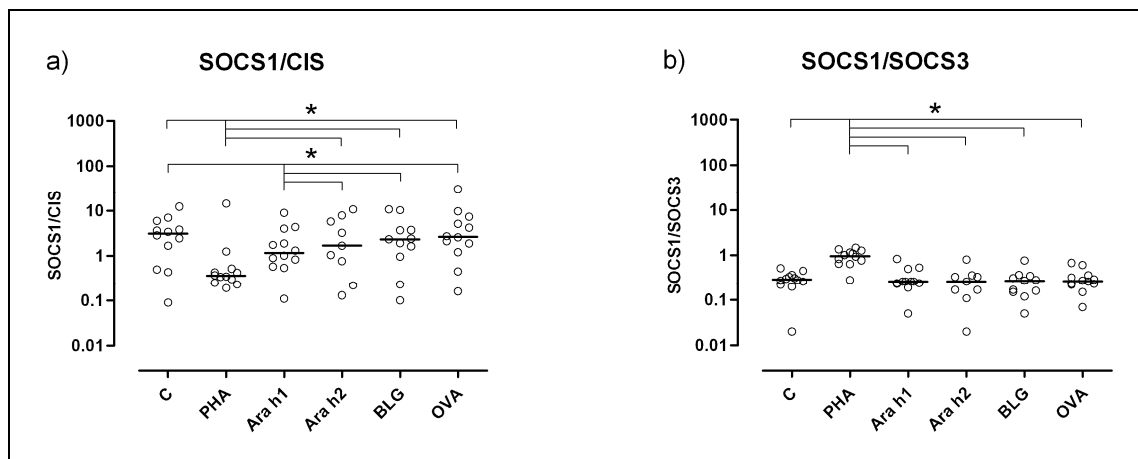 a) SOCS1/CIS
*
*
1000
100
10
1
0.1
0.01
SOCS1/CIS
C PHA Ara h1 Ara h2 BLG OVA
b) SOCS1/SOCS3
*
1000
100
10
1
0.1
0.01
SOCS1/SOCS3
C PHA Ara h1 Ara h2 BLG OVA